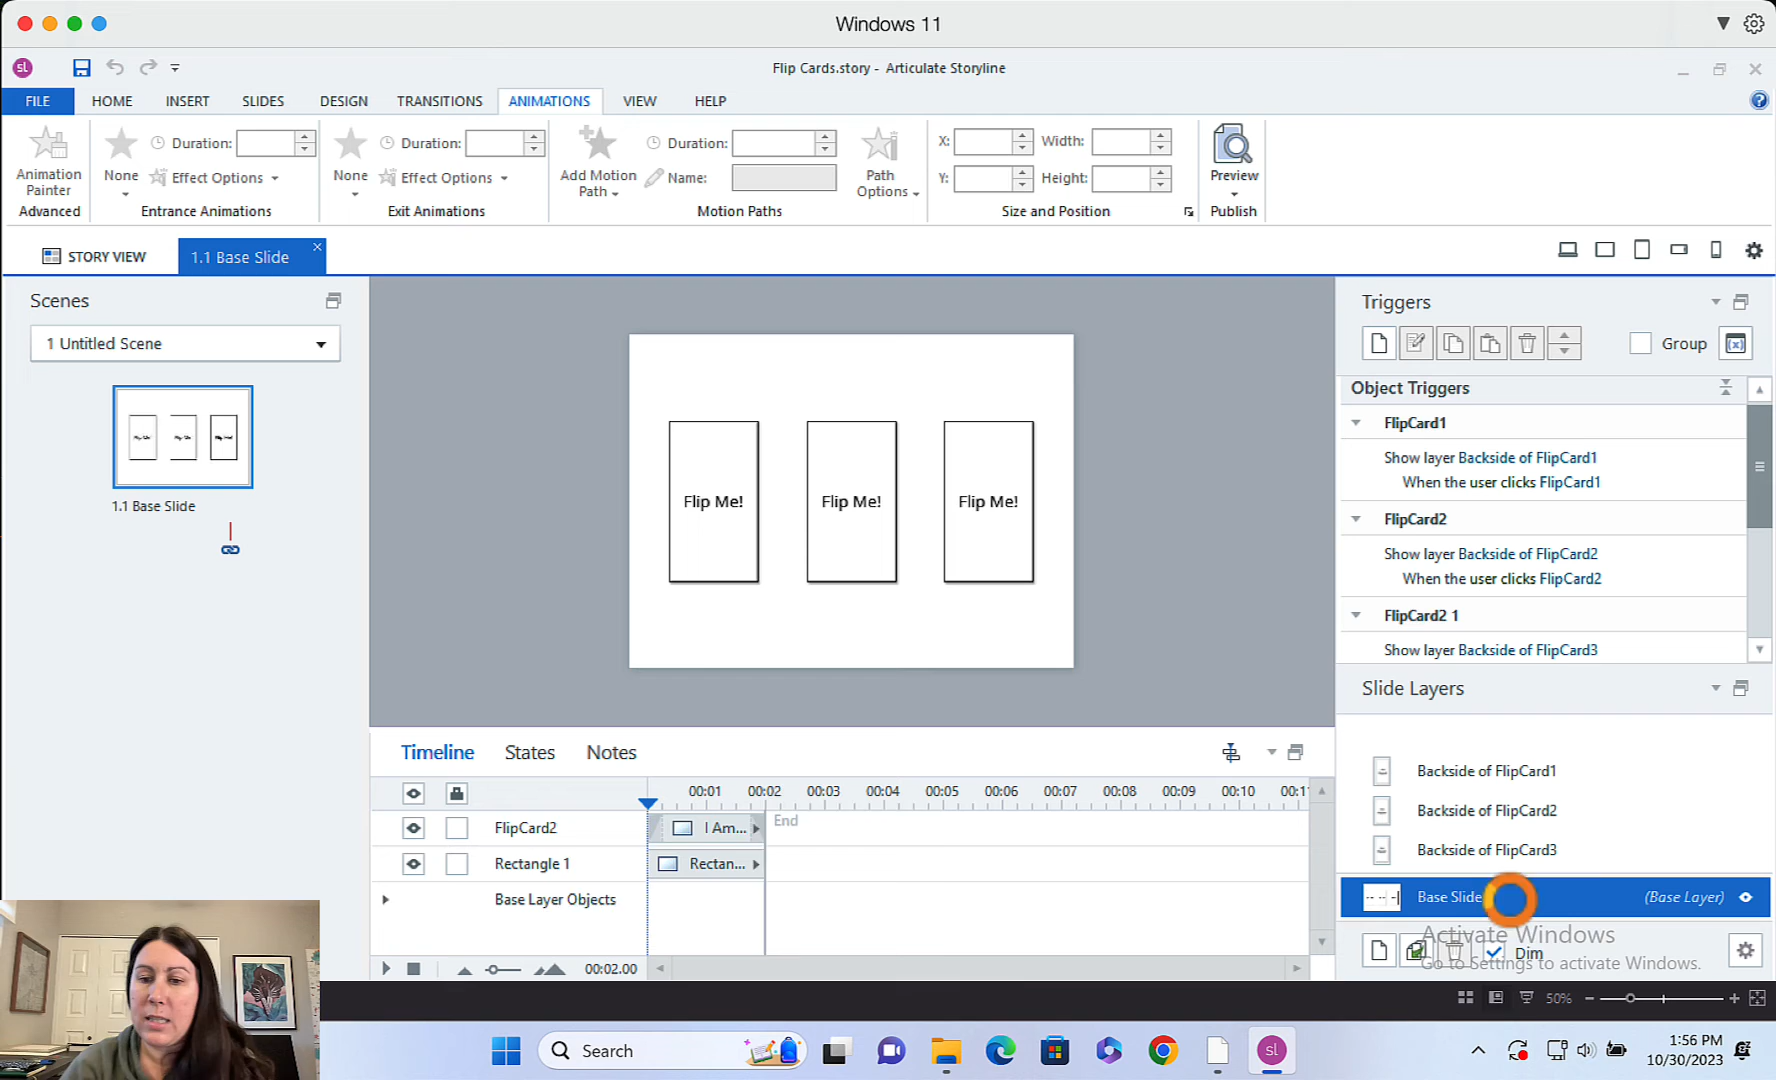 Windows 11
sl
Flip Cards.story - Articulate Storyline
FILE HOME INSERT SLIDES DESIGN TRANSITIONS ANIMATIONS VIEW HELP
Animation Painter
Advanced
None
Duration:
Effect Options
Entrance Animations
None
Duration:
Effect Options
Exit Animations
Add Motion Path
Duration:
Name:
Path Options
Motion Paths
X:
Width:
Y:
Height:
Size and Position
Preview
Publish
STORY VIEW
1.1 Base Slide
Scenes
1 Untitled Scene
1.1 Base Slide
Flip Me!
Flip Me!
Flip Me!
Triggers
Group
Object Triggers
FlipCard1
Show layer Backside of FlipCard1
When the user clicks FlipCard1
FlipCard2
Show layer Backside of FlipCard2
When the user clicks FlipCard2
FlipCard2 1
Show layer Backside of FlipCard3
Slide Layers
Backside of FlipCard1
Backside of FlipCard2
Backside of FlipCard3
Base Slide (Base Layer)
Dim
Activate Windows
Go to Settings to activate Windows.
Timeline States Notes
00:01 00:02 00:03 00:04 00:05 00:06 00:07 00:08 00:09 00:10 00:11
FlipCard2 I Am... End
Rectangle 1 Rectan...
Base Layer Objects
00:02.00
50%
Search
sl
1:56 PM
10/30/2023